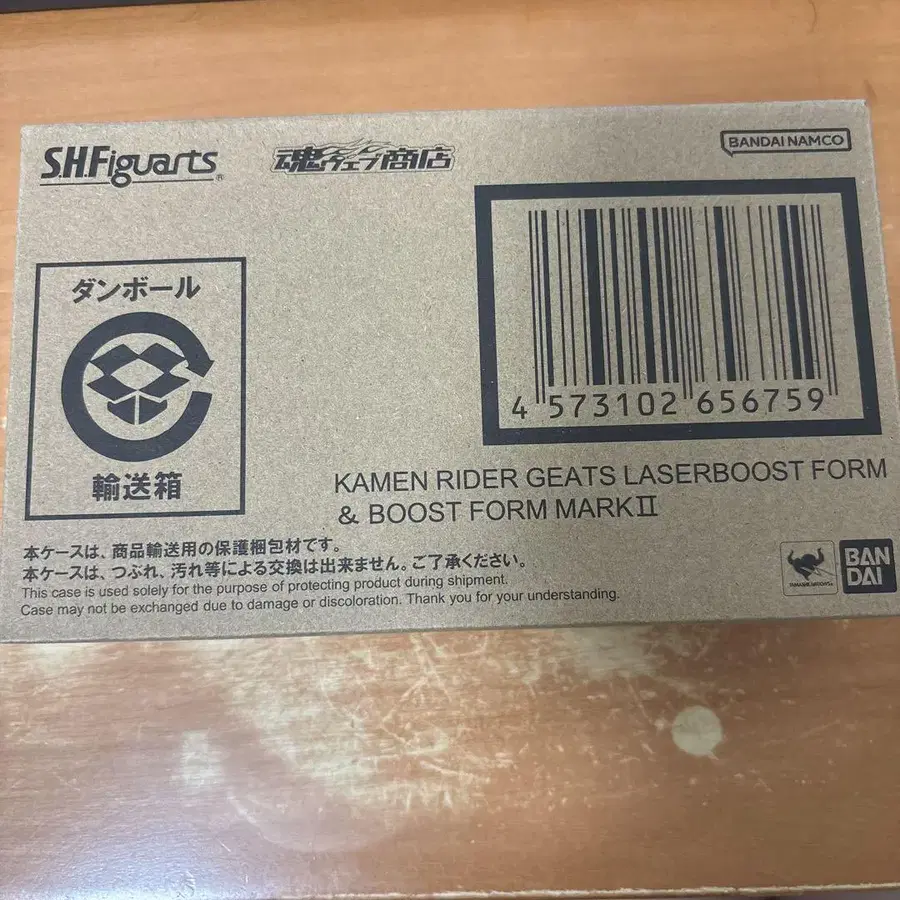 S.H.Figuarts®
魂ウェブ商店
BANDAI NAMCO
ダンボール
輸送箱
4 573102 656759
KAMEN RIDER GEATS LASERBOOST FORM
& BOOST FORM MARKⅡ
本ケースは、商品輸送用の保護梱包材です。
本ケースは、つぶれ、汚れ等による交換は出来ません。ご了承ください。
This case is used solely for the purpose of protecting product during shipment.
Case may not be exchanged due to damage or discoloration. Thank you for your understanding.
TAMASHII NATIONS
BAN
DAI